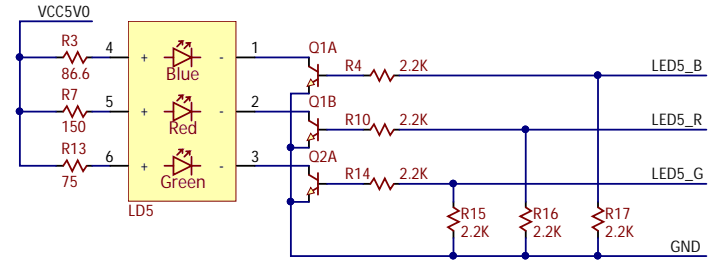 VCC5V0
R3 4 + Blue - 1 Q1A R4 2.2K LED5_B
86.6
R7 5 + Red - 2 Q1B R10 2.2K LED5_R
150
R13 6 + Green - 3 Q2A R14 2.2K LED5_G
75
LD5
R15 R16 R17
2.2K 2.2K 2.2K
GND